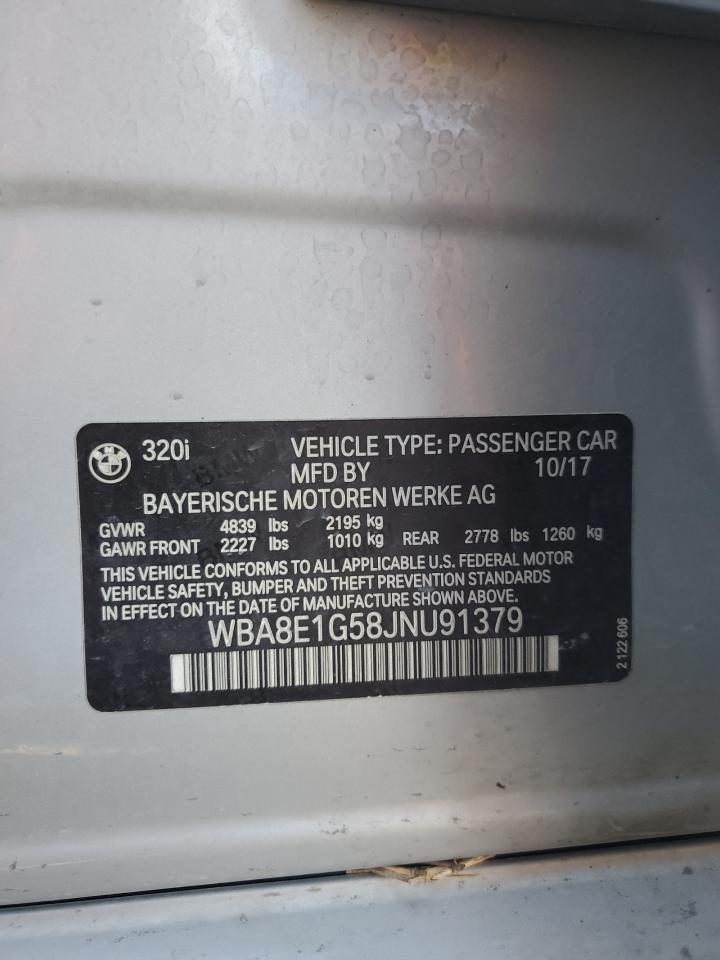 320i VEHICLE TYPE: PASSENGER CAR
MFD BY 10/17
BAYERISCHE MOTOREN WERKE AG
GVWR 4839 lbs 2195 kg
GAWR FRONT 2227 lbs 1010 kg REAR 2778 lbs 1260 kg
THIS VEHICLE CONFORMS TO ALL APPLICABLE U.S. FEDERAL MOTOR
VEHICLE SAFETY, BUMPER AND THEFT PREVENTION STANDARDS
IN EFFECT ON THE DATE OF MANUFACTURE SHOWN ABOVE.
WBA8E1G58JNU91379
2 122 606